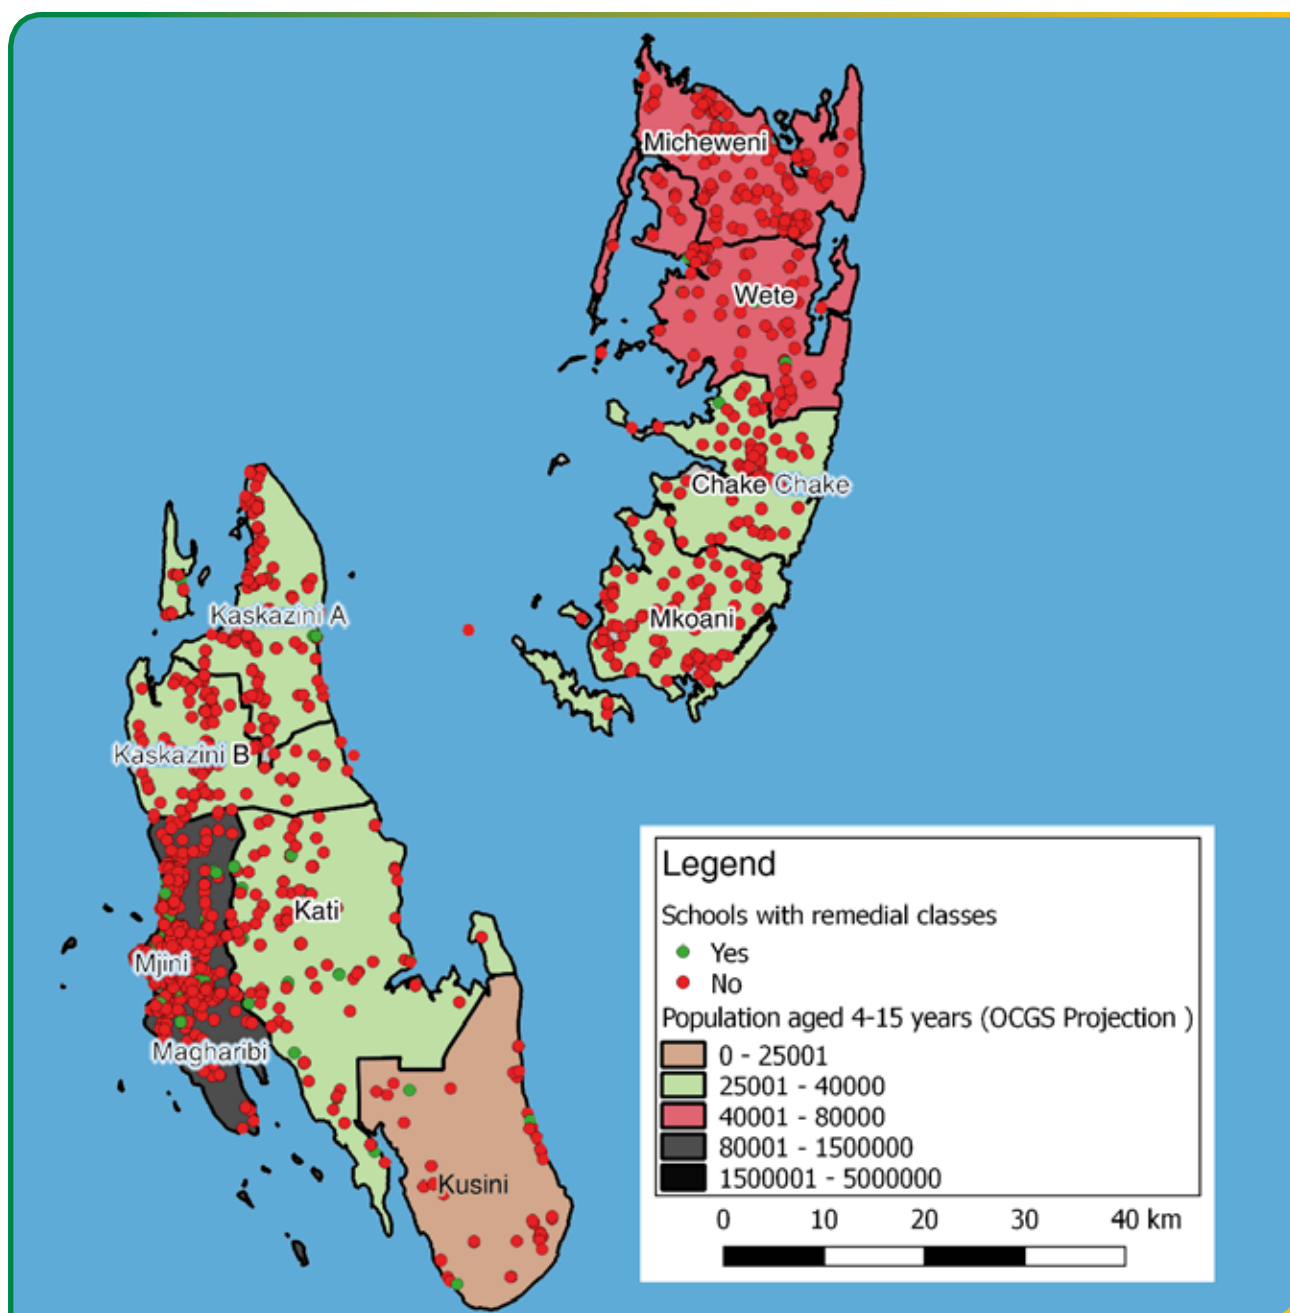 Micheweni
Wete
Chake Chake
Mkoani
Kaskazini A
Kaskazini B
Kati
Mjini
Magharibi
Kusini
Legend
Schools with remedial classes
Yes
No
Population aged 4-15 years (OCGS Projection )
0 - 25001
25001 - 40000
40001 - 80000
80001 - 1500000
1500001 - 5000000
0 10 20 30 40 km